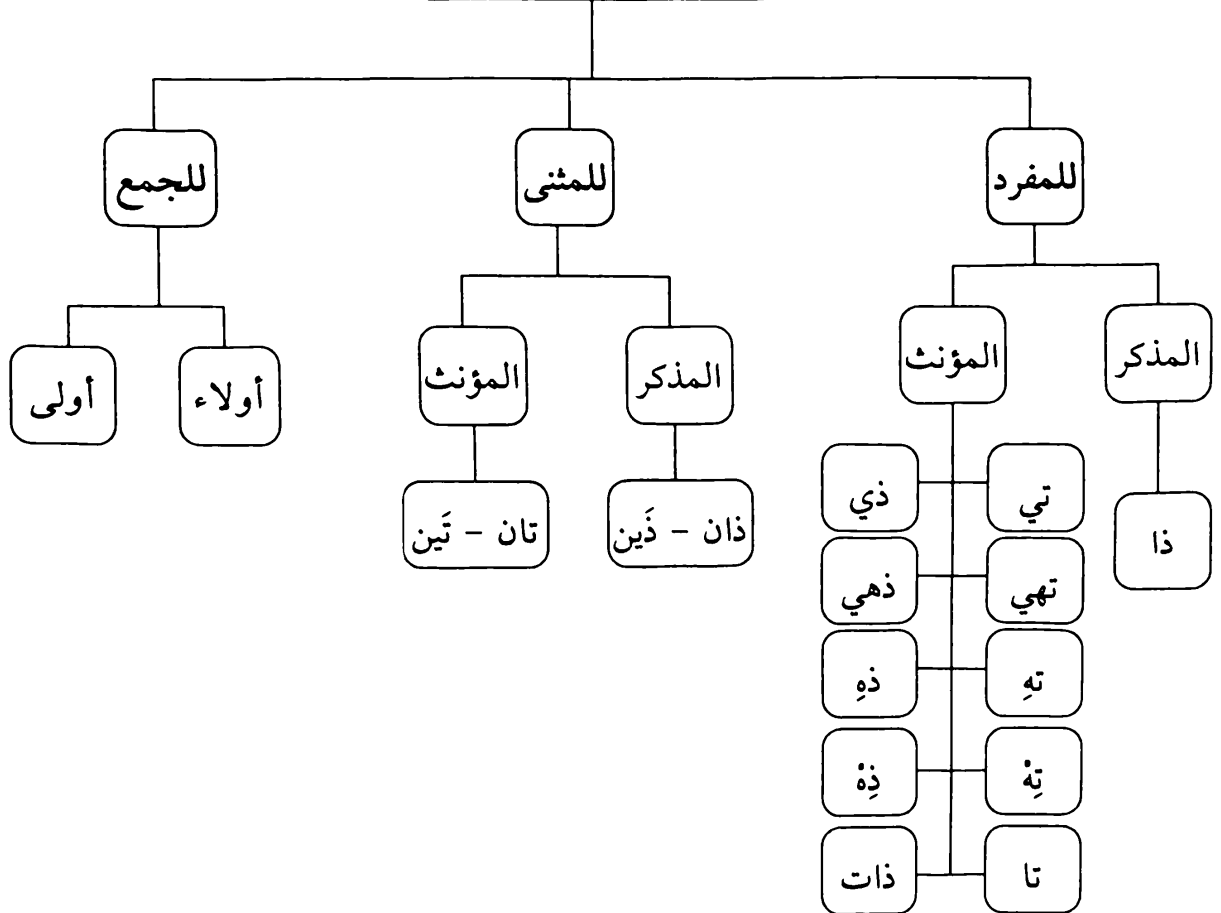 للمفرد
للمثنى
للجمع
المذكر
المؤنث
المذكر
المؤنث
أولاء
أولى
ذا
تي
ذي
تهي
ذهي
تهِ
ذهِ
تِهْ
ذِهْ
تا
ذات
ذان - ذَين
تان - تَين